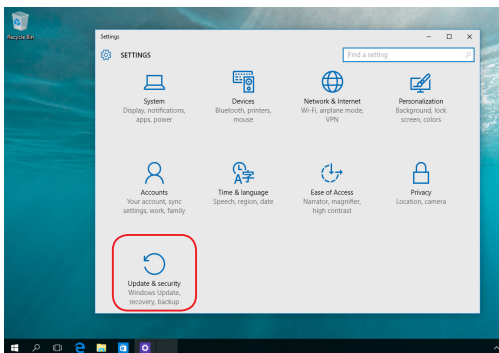 Recycle Bin
Settings
SETTINGS
Find a setting
System
Display, notifications,
apps, power
Devices
Bluetooth, printers,
mouse
Network & Internet
Wi-Fi, airplane mode,
VPN
Personalization
Background, lock
screen, colors
Accounts
Your account, sync
settings, work, family
Time & language
Speech, region, date
Ease of Access
Narrator, magnifier,
high contrast
Privacy
Location, camera
Update & security
Windows Update,
recovery, backup